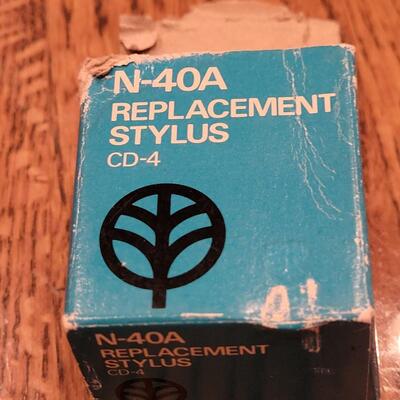 N-40A
REPLACEMENT
STYLUS
CD-4
N-40A
REPLACEMENT
STYLUS
CD-4